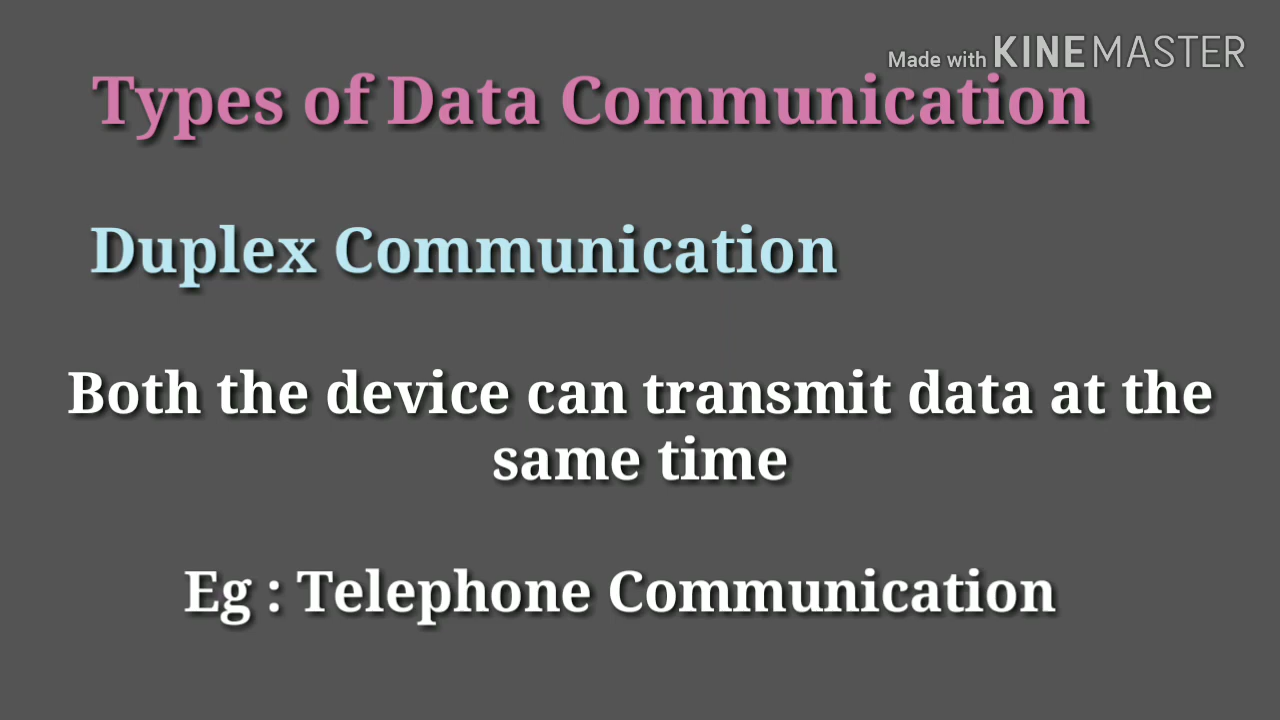 Made with KINEMASTER
Types of Data Communication
Duplex Communication
Both the device can transmit data at the
same time
Eg : Telephone Communication